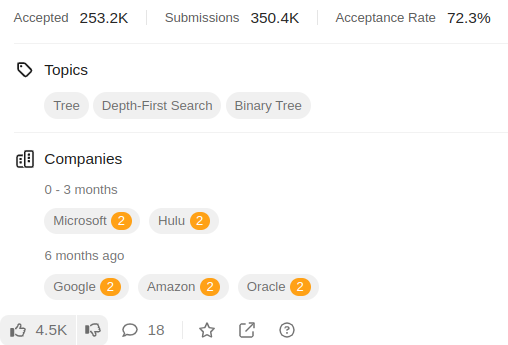 Accepted 253.2K Submissions 350.4K Acceptance Rate 72.3%
Topics
Tree Depth-First Search Binary Tree
Companies
0 - 3 months
Microsoft 2 Hulu 2
6 months ago
Google 2 Amazon 2 Oracle 2
4.5K 18